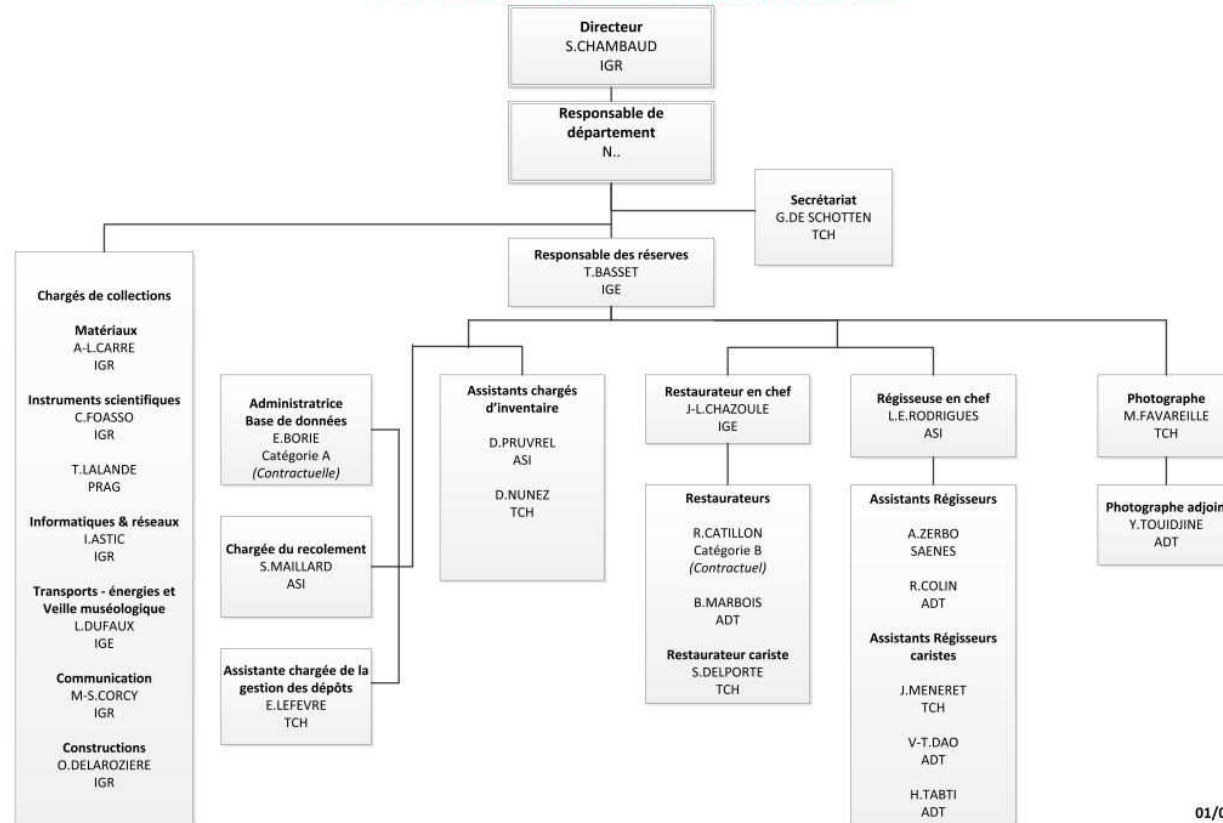 Directeur
S.CHAMBAUD
IGR
Responsable de
département
N..
Secrétariat
G.DE SCHOTTEN
TCH
Responsable des réserves
T.BASSET
IGE
Chargés de collections
Matériaux
A-L.CARRE
IGR
Instruments scientifiques
C.FOASSO
IGR
T.LALANDE
PRAG
Informatiques & réseaux
I.ASTIC
IGR
Transports - énergies et
Veille muséologique
L.DUFAUX
IGE
Communication
M-S.CORCY
IGR
Constructions
O.DELAROZIERE
IGR
Administratrice
Base de données
E.BORIE
Catégorie A
(Contractuelle)
Chargée du recolement
S.MAILLARD
ASI
Assistante chargée de la
gestion des dépôts
E.LEFEVRE
TCH
Assistants chargés
d’inventaire
D.PRUVREL
ASI
D.NUNEZ
TCH
Restaurateur en chef
J-L.CHAZOULE
IGE
Restaurateurs
R.CATILLON
Catégorie B
(Contractuel)
B.MARBOIS
ADT
Restaurateur cariste
S.DELPORTE
TCH
Régisseuse en chef
L.E.RODRIGUES
ASI
Assistants Régisseurs
A.ZERBO
SAENES
R.COLIN
ADT
Assistants Régisseurs
caristes
J.MENERET
TCH
V-T.DAO
ADT
H.TABTI
ADT
Photographe
M.FAVAREILLE
TCH
Photographe adjoin
Y.TOUIDJINE
ADT
01/0